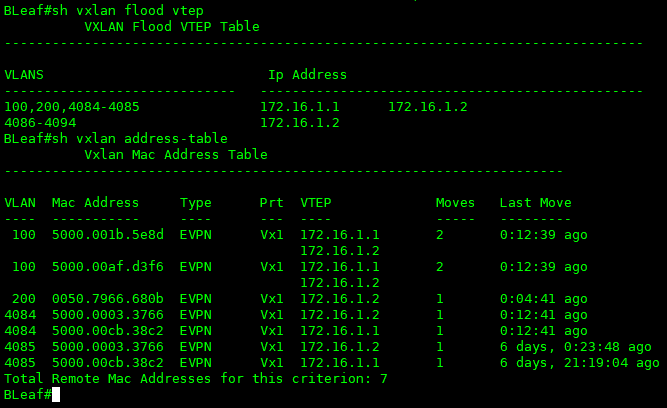 BLeaf#sh vxlan flood vtep
          VXLAN Flood VTEP Table
--------------------------------------------------------------------------------

VLANS                            Ip Address
-----------------------------   ------------------------------------------------
100,200,4084-4085               172.16.1.1      172.16.1.2
4086-4094                       172.16.1.2
BLeaf#sh vxlan address-table
          Vxlan Mac Address Table
----------------------------------------------------------------------

VLAN  Mac Address     Type      Prt  VTEP             Moves   Last Move
----  -----------     ----      ---  ----             -----   ---------
 100  5000.001b.5e8d  EVPN      Vx1  172.16.1.1       2       0:12:39 ago
                                     172.16.1.2
 100  5000.00af.d3f6  EVPN      Vx1  172.16.1.1       2       0:12:39 ago
                                     172.16.1.2
 200  0050.7966.680b  EVPN      Vx1  172.16.1.2       1       0:04:41 ago
4084  5000.0003.3766  EVPN      Vx1  172.16.1.2       1       0:12:41 ago
4084  5000.00cb.38c2  EVPN      Vx1  172.16.1.1       1       0:12:41 ago
4085  5000.0003.3766  EVPN      Vx1  172.16.1.2       1       6 days, 0:23:48 ago
4085  5000.00cb.38c2  EVPN      Vx1  172.16.1.1       1       6 days, 21:19:04 ago
Total Remote Mac Addresses for this criterion: 7
BLeaf#